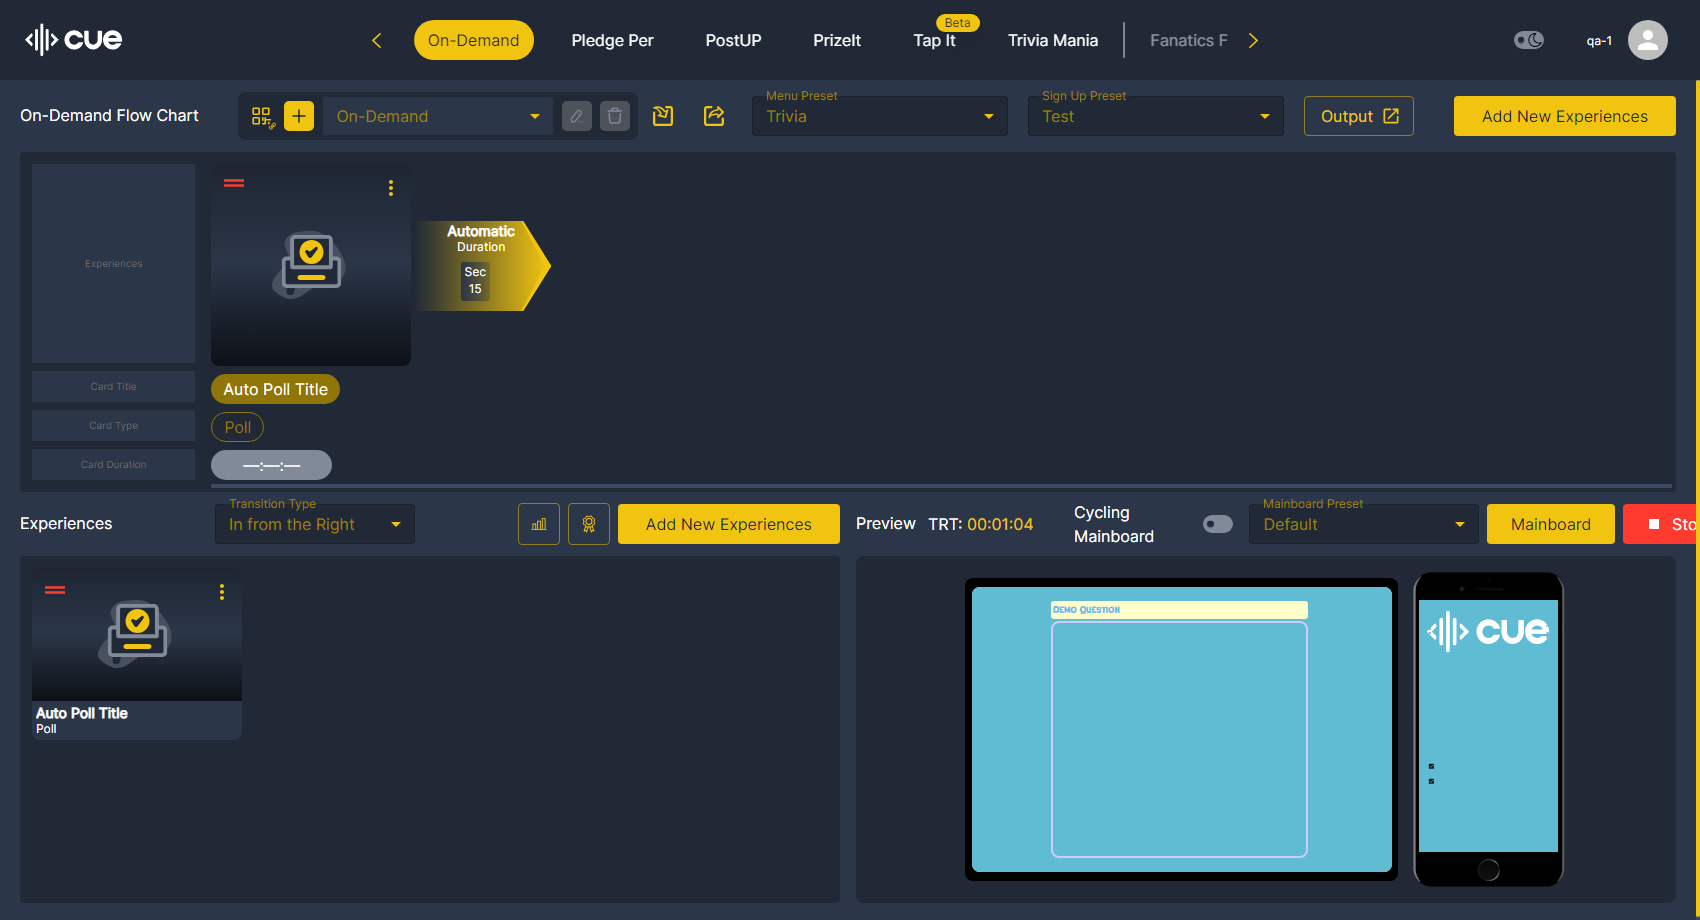 cue
On-Demand
Pledge Per
PostUP
PrizeIt
Tap It
Beta
Trivia Mania
Fanatics F
qa-1
On-Demand Flow Chart
On-Demand
Menu Preset
Trivia
Sign Up Preset
Test
Output
Add New Experiences
Experiences
Automatic
Duration
Sec
15
Card Title
Auto Poll Title
Card Type
Poll
Card Duration
—:—:—
Experiences
Transition Type
In from the Right
Add New Experiences
Preview
TRT: 00:01:04
Cycling
Mainboard
Mainboard Preset
Default
Mainboard
Sto
Auto Poll Title
Poll
Demo Question
cue